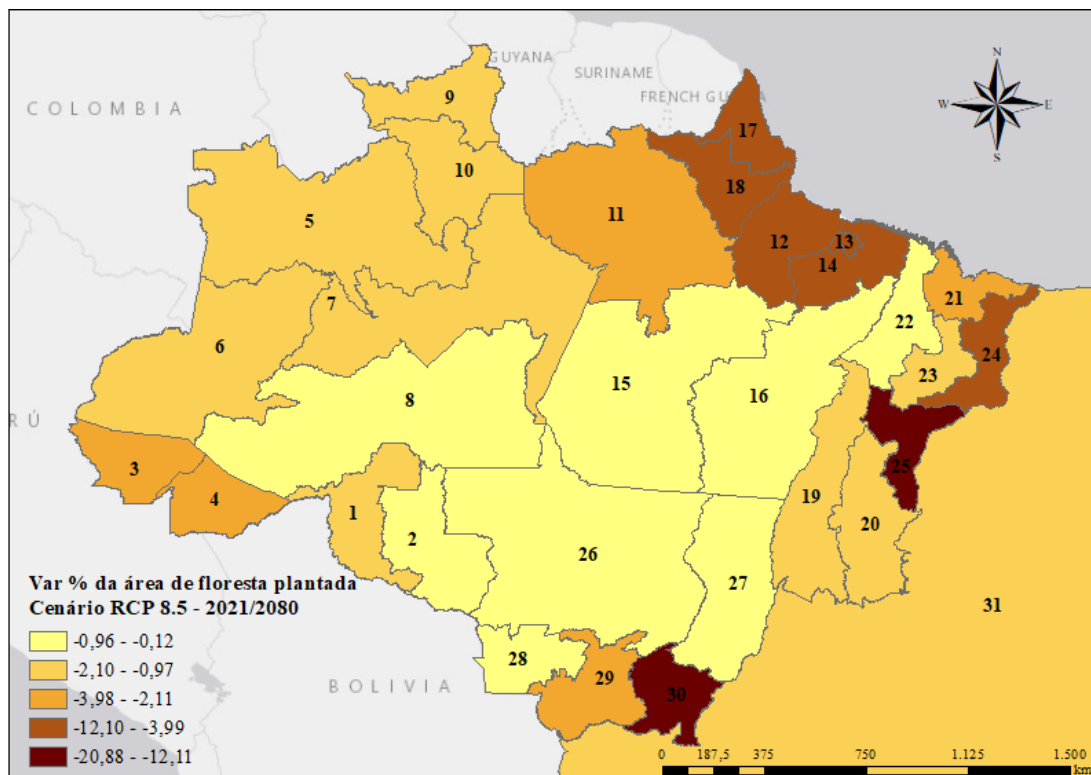 GUYANA
SURINAME
FRENCH GU A
COLOMBIA
RÚ
BOLIVIA
N
W E
S
9
17
10
18
5
11
12
13
14
7
21
22
6
24
23
15
16
8
3
25
4
19
1
20
2
26
27
31
28
29
30
Var % da área de floresta plantada
Cenário RCP 8.5 - 2021/2080
-0,96 - -0,12
-2,10 - -0,97
-3,98 - -2,11
-12,10 - -3,99
-20,88 - -12,11
0 187,5 375 750 1.125 1.500
km